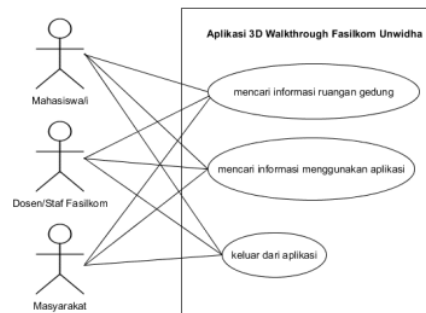 Aplikasi 3D Walkthrough Fasilkom Unwidha
Mahasiswa/i
mencari informasi ruangan gedung
Dosen/Staf Fasilkom
mencari informasi menggunakan aplikasi
Masyarakat
keluar dari
aplikasi